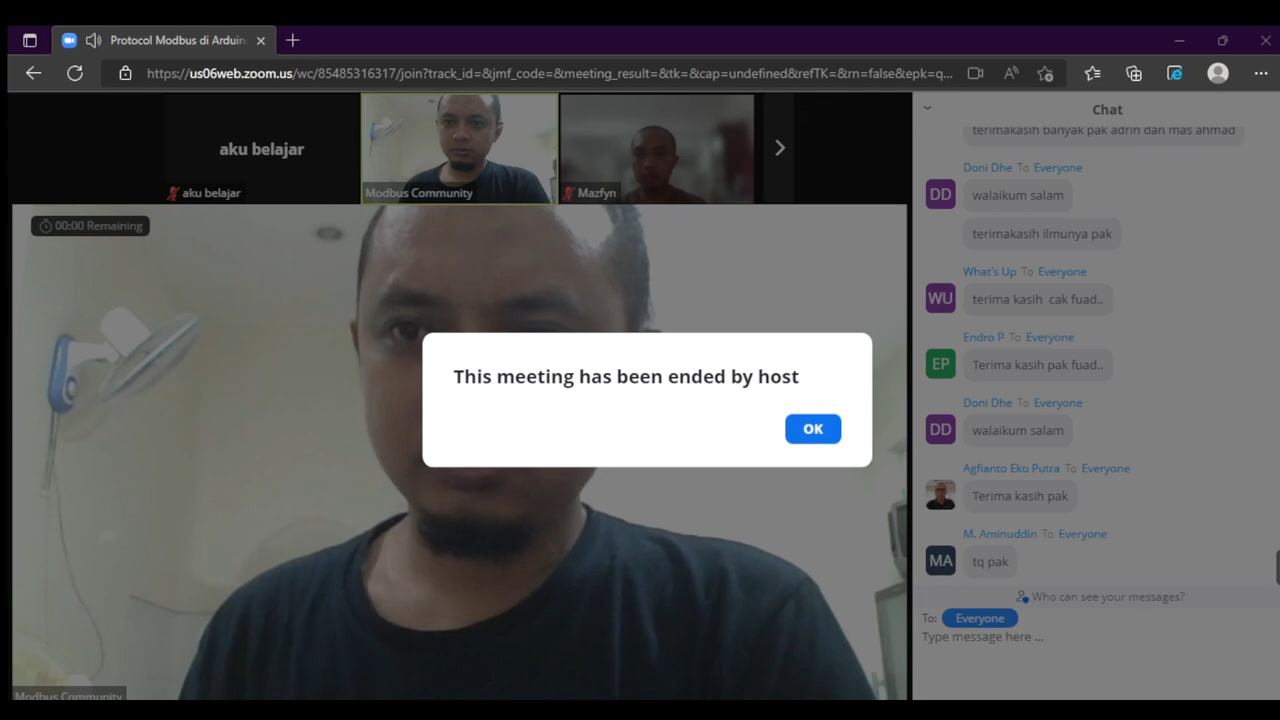 Protocol Modbus di Arduin
https://us06web.zoom.us/wc/85485316317/join?track_id=&jmf_code=&meeting_result=&tk=&cap=undefined&refTK=&rn=false&epk=q...
aku belajar
aku belajar
Modbus Community
Mazfyn
00:00 Remaining
This meeting has been ended by host
OK
Modbus Community
Chat
terimakasih banyak pak adrin dan mas ahmad
Doni Dhe To Everyone
DD
walaikum salam
terimakasih ilmunya pak
What's Up To Everyone
WU
terima kasih cak fuad..
Endro P To Everyone
EP
Terima kasih pak fuad..
Doni Dhe To Everyone
DD
walaikum salam
Agfianto Eko Putra To Everyone
Terima kasih pak
M. Aminuddin To Everyone
MA
tq pak
Who can see your messages?
To: Everyone
Type message here ...